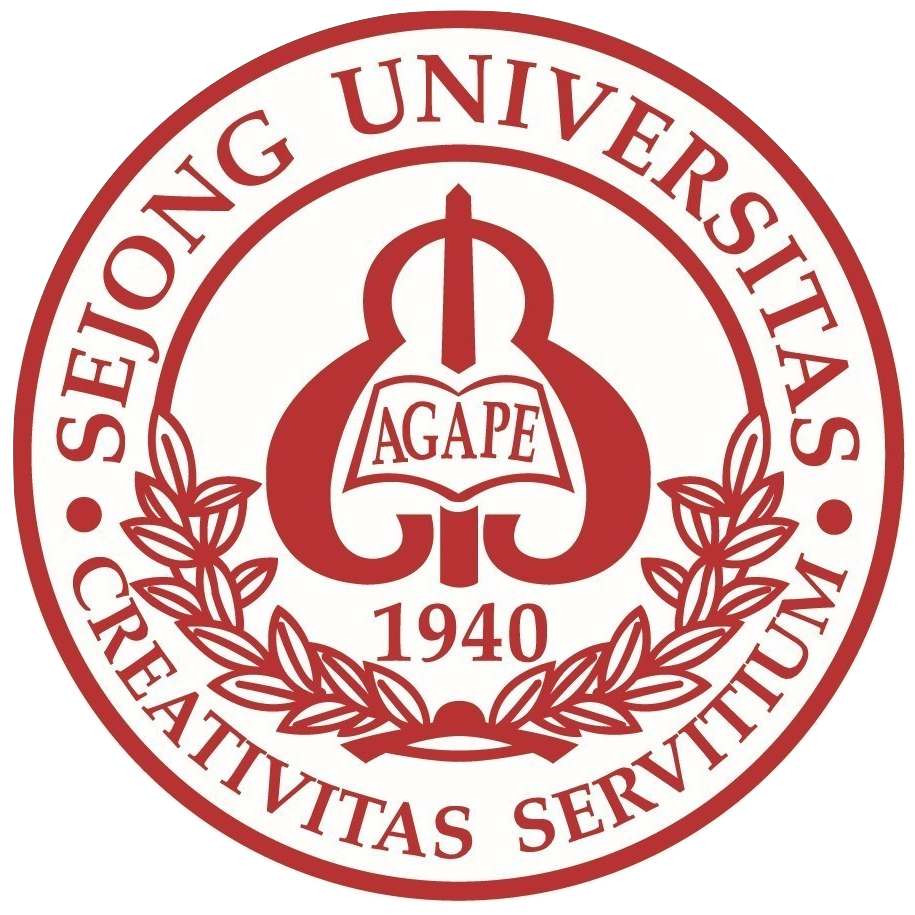 SEJONG UNIVERSITAS
AGAPE
1940
CREATIVITAS SERVITIUM